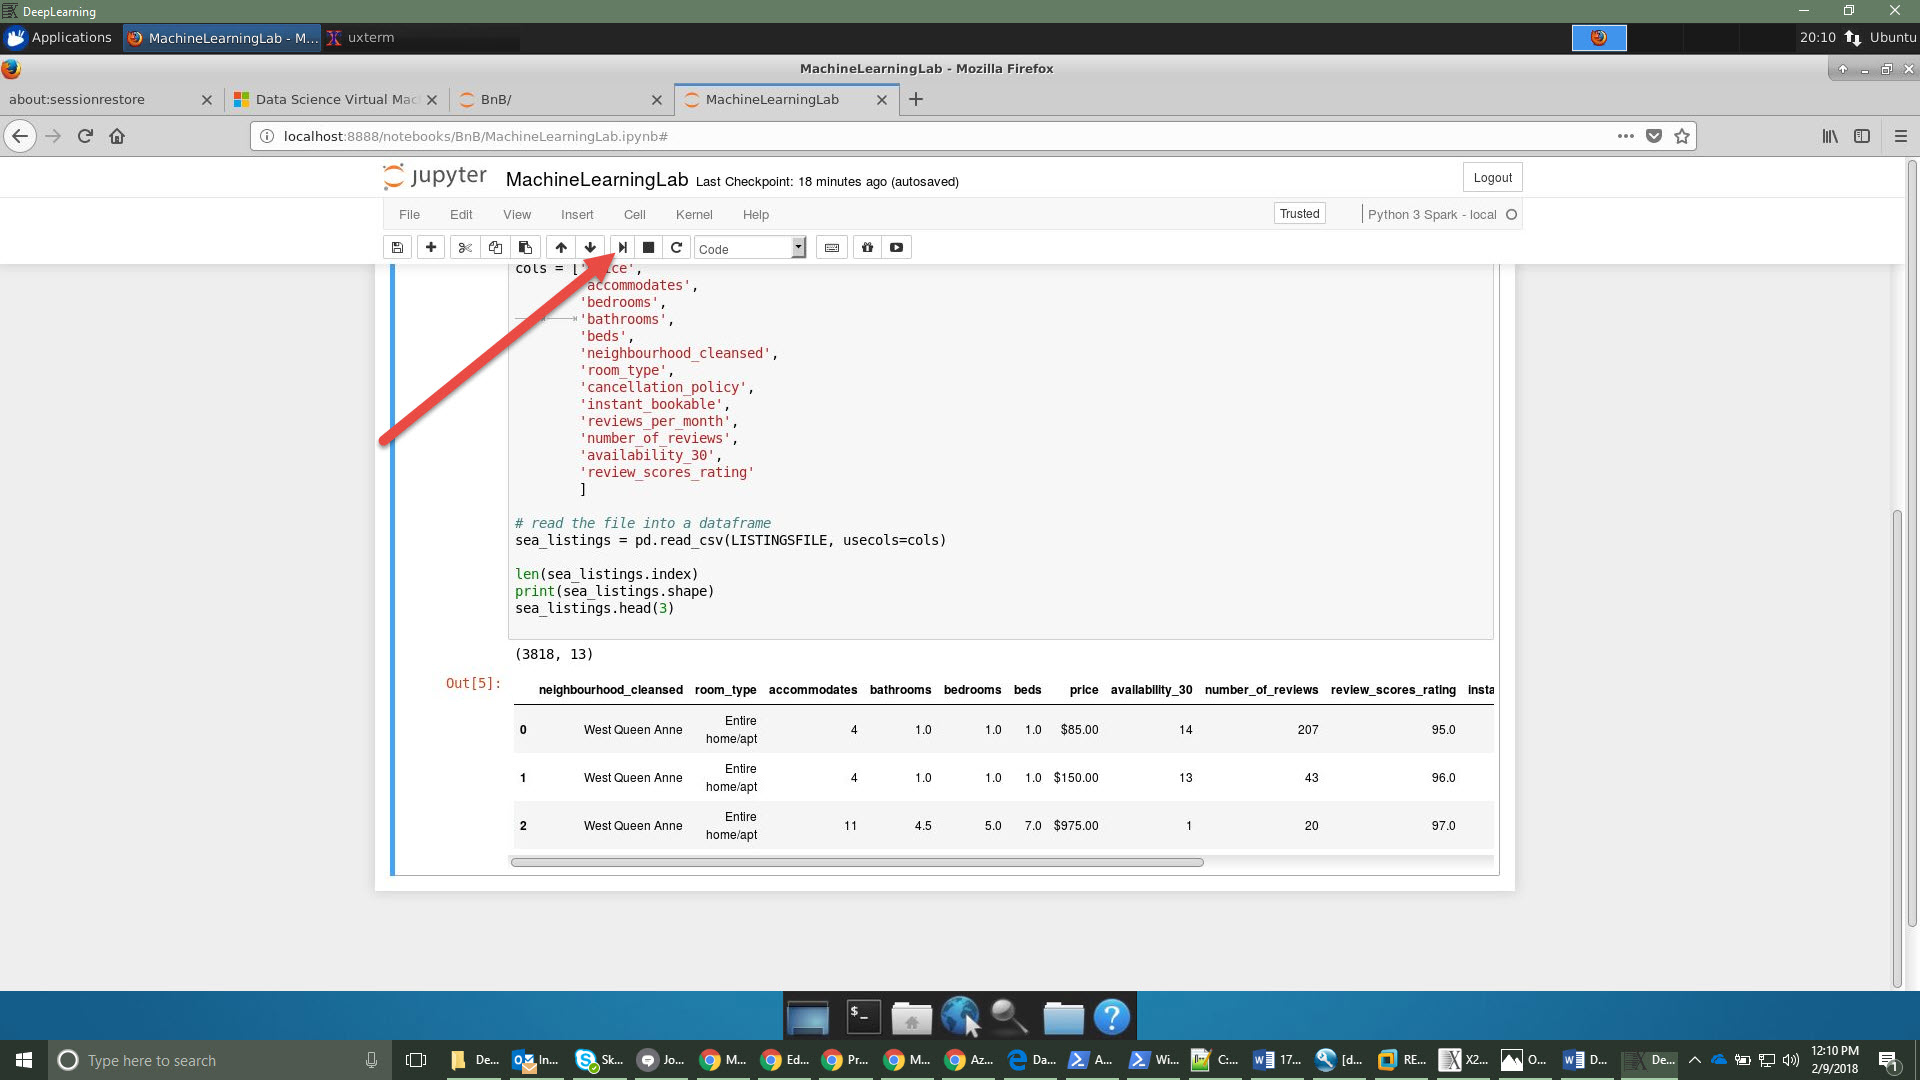 DeepLearning
Applications
MachineLearningLab - M...
uxterm
20:10
Ubuntu
MachineLearningLab - Mozilla Firefox
about:sessionrestore
Data Science Virtual Mac
BnB/
MachineLearningLab
localhost:8888/notebooks/BnB/MachineLearningLab.ipynb#
jupyter
MachineLearningLab Last Checkpoint: 18 minutes ago (autosaved)
Logout
File Edit View Insert Cell Kernel Help
Trusted
Python 3 Spark - local
Code
cols = [
'accommodates',
'bedrooms',
'bathrooms',
'beds',
'neighbourhood_cleansed',
'room_type',
'cancellation_policy',
'instant_bookable',
'reviews_per_month',
'number_of_reviews',
'availability_30',
'review_scores_rating'
]
# read the file into a dataframe
sea_listings = pd.read_csv(LISTINGSFILE, usecols=cols)
len(sea_listings.index)
print(sea_listings.shape)
sea_listings.head(3)
(3818, 13)
Out[5]:
neighbourhood_cleansed room_type accommodates bathrooms bedrooms beds price availability_30 number_of_reviews review_scores_rating insta
0 West Queen Anne Entire home/apt 4 1.0 1.0 1.0 $85.00 14 207 95.0
1 West Queen Anne Entire home/apt 4 1.0 1.0 1.0 $150.00 13 43 96.0
2 West Queen Anne Entire home/apt 11 4.5 5.0 7.0 $975.00 1 20 97.0
Type here to search
De... In... Sk... Jo... M... Ed... Pr... M... Az... Da... A... Wi... C:... 17... [d... RE... X2... O... D... De...
12:10 PM
2/9/2018